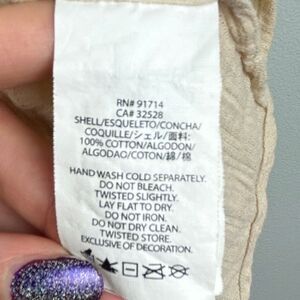 RN# 91714
CA# 32528
SHELL/ESQUELETO/CONCHA/
COQUILLE/シェル/面料:
100% COTTON/ALGODON/
ALGODAO/COTON/綿/棉
HAND WASH COLD SEPARATELY.
DO NOT BLEACH.
TWISTED SLIGHTLY.
LAY FLAT TO DRY.
DO NOT IRON.
DO NOT DRY CLEAN.
TWISTED STORE.
EXCLUSIVE OF DECORATION.